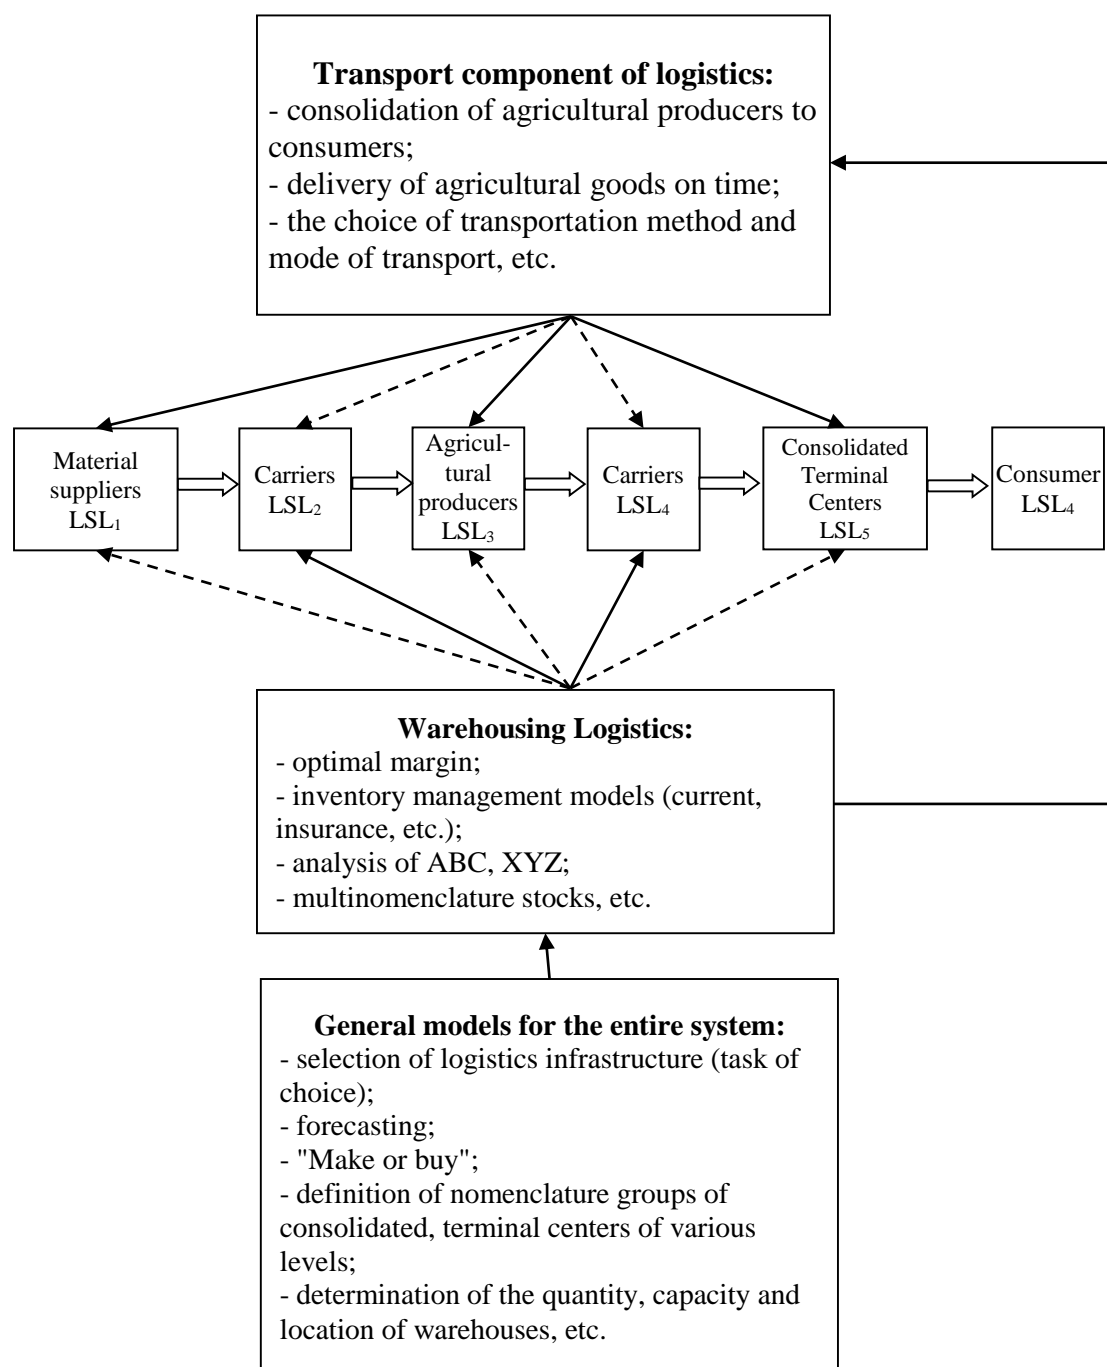 Transport component of logistics:
- consolidation of agricultural producers to
consumers;
- delivery of agricultural goods on time;
- the choice of transportation method and
mode of transport, etc.
Material
suppliers
LSL₁
Carriers
LSL₂
Agricul-
tural
producers
LSL₃
Carriers
LSL₄
Consolidated
Terminal
Centers
LSL₅
Consumer
LSL₄
Warehousing Logistics:
- optimal margin;
- inventory management models (current,
insurance, etc.);
- analysis of ABC, XYZ;
- multinomenclature stocks, etc.
General models for the entire system:
- selection of logistics infrastructure (task of
choice);
- forecasting;
- "Make or buy";
- definition of nomenclature groups of
consolidated, terminal centers of various
levels;
- determination of the quantity, capacity and
location of warehouses, etc.